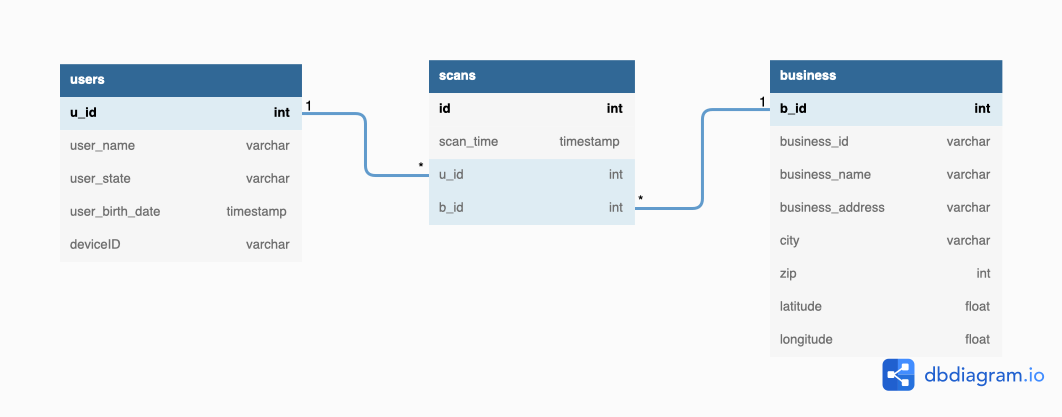 users
u_id int
user_name varchar
user_state varchar
user_birth_date timestamp
deviceID varchar
1
*
scans
id int
scan_time timestamp
u_id int
b_id int
*
1
business
b_id int
business_id varchar
business_name varchar
business_address varchar
city varchar
zip int
latitude float
longitude float
dbdiagram.io